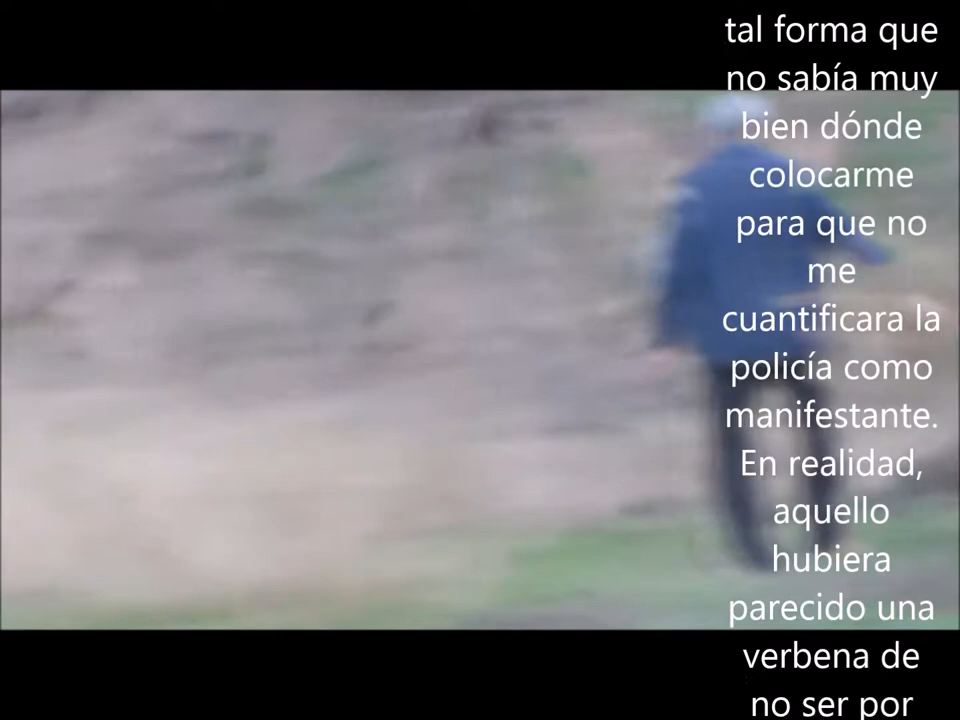 tal forma que
no sabía muy
bien dónde
colocarme
para que no
me
cuantificara la
policía como
manifestante.
En realidad,
aquello
hubiera
parecido una
verbena de
no ser por